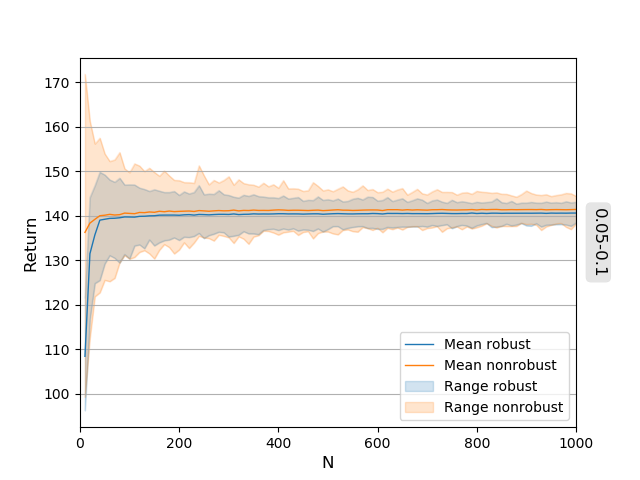 170
160
150
140
130
120
110
100
Return
0
200
400
600
800
1000
N
0.05-0.1
Mean robust
Mean nonrobust
Range robust
Range nonrobust